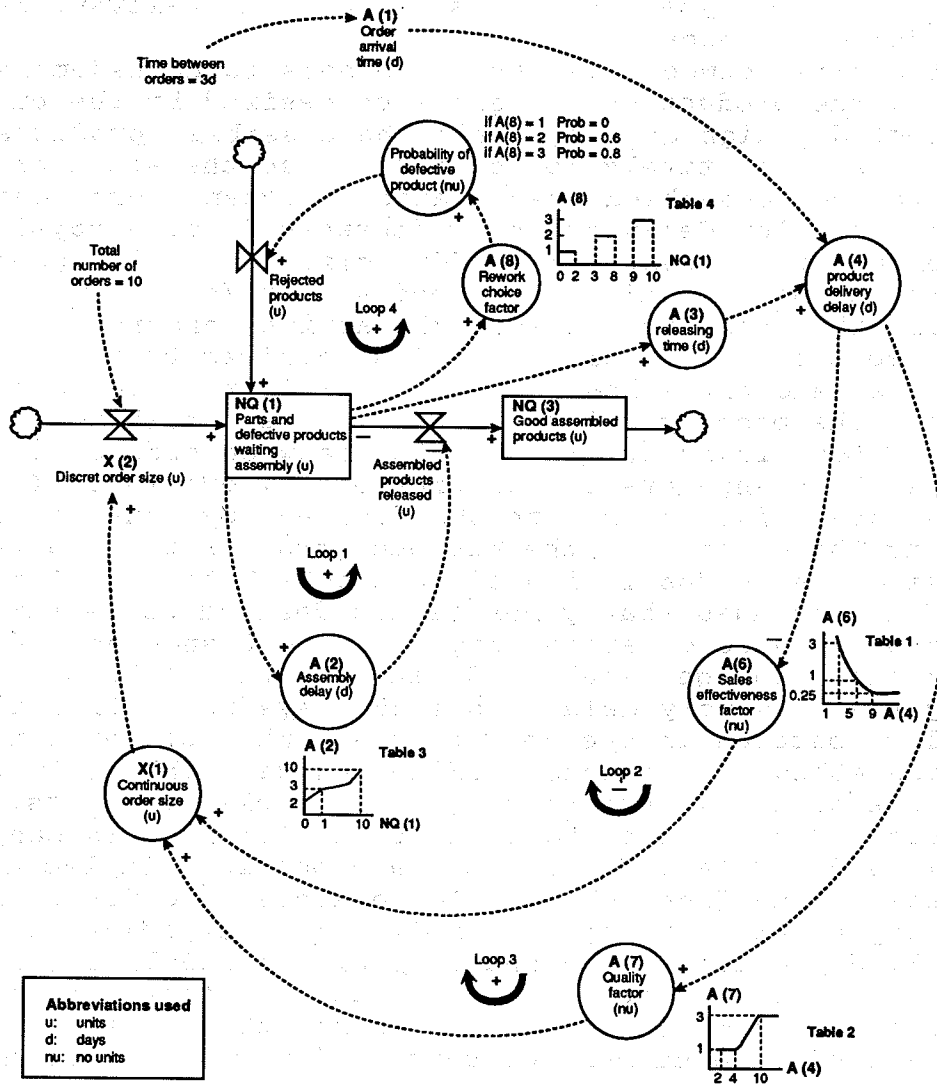 A (1)
Order
arrival
time (d)
Time between
orders = 3d
if A(8) = 1 Prob = 0
if A(8) = 2 Prob = 0.6
if A(8) = 3 Prob = 0.8
Probability of
defective
product (nu)
+
A (8)
Table 4
3
2
1
0 2 3 8 9 10
NQ (1)
Total
number of
orders = 10
+
Rejected
products
(u)
A (8)
Rework
choice
factor
+
Loop 4
+
A (3)
releasing
time (d)
+
A (4)
product
delivery
delay (d)
+
+
NQ (1)
Parts and
defective products
waiting
assembly (u)
+
–
NQ (3)
Good assembled
products (u)
+
–
Assembled
products
released
(u)
X (2)
Discret order size (u)
+
Loop 1
+
+
A (2)
Assembly
delay (d)
A (2)
Table 3
10
3
2
0 1 10
NQ (1)
–
A(6)
Sales
effectiveness
factor
(nu)
A (6)
Table 1
3
1
0.25
1 5 9
A (4)
Loop 2
–
X(1)
Continuous
order size
(u)
+
+
Loop 3
+
A (7)
Quality
factor
(nu)
+
A (7)
Table 2
3
1
2 4 10
A (4)
Abbreviations used
u: units
d: days
nu: no units